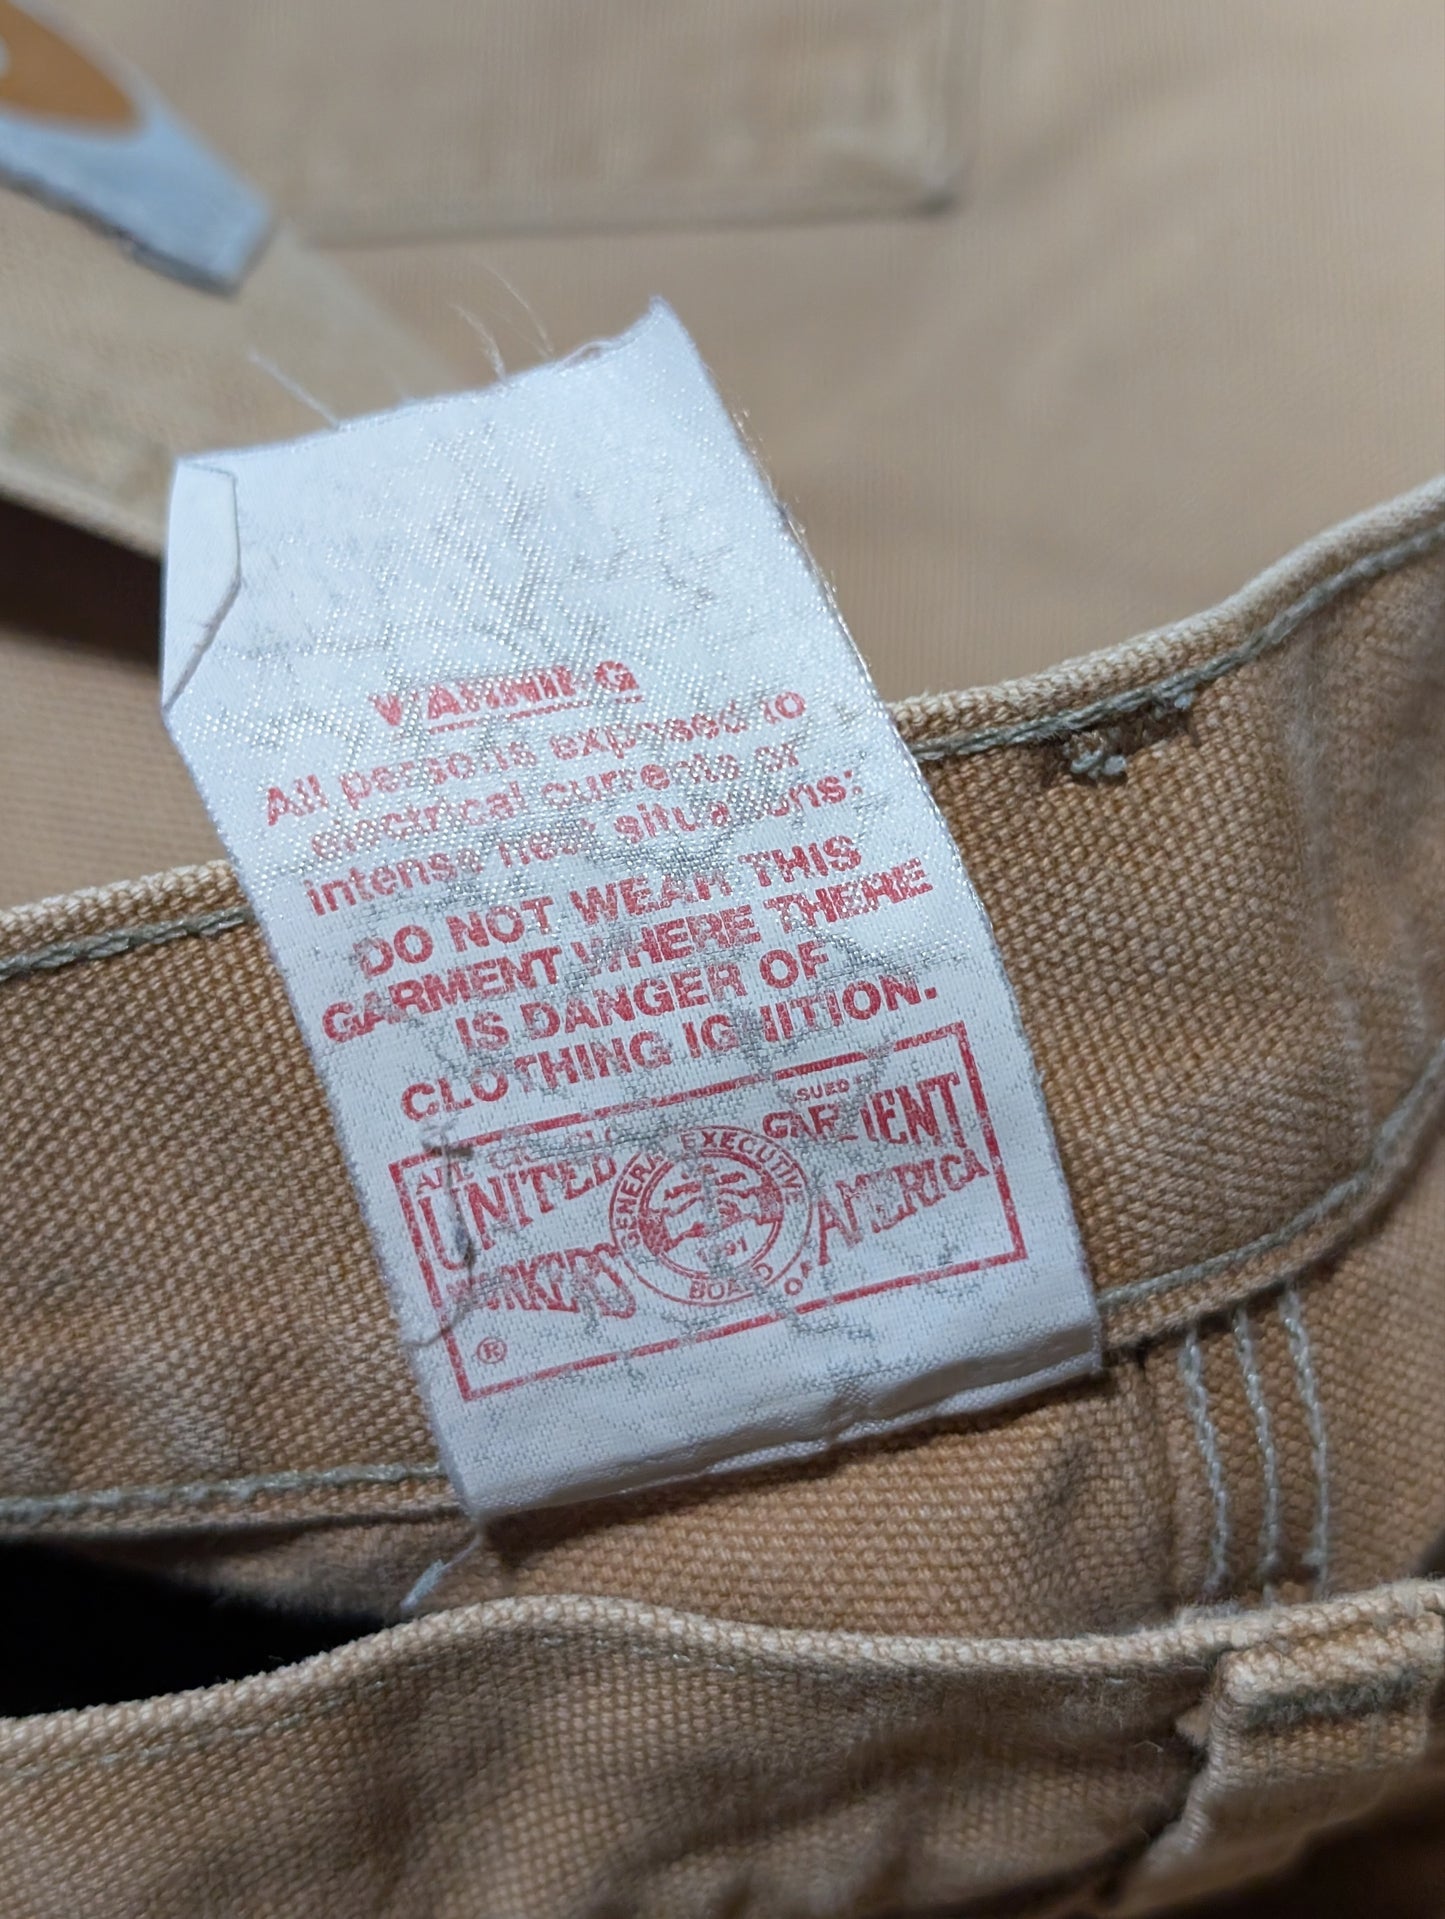 WARNING
All persons exposed to
electrical currents or
intense heat situations:
DO NOT WEAR THIS
GARMENT WHERE THERE
IS DANGER OF
CLOTHING IGNITION.
ISSUED BY
UNITED GARMENT
WORKERS OF AMERICA
GENERAL EXECUTIVE BOARD
1891
®